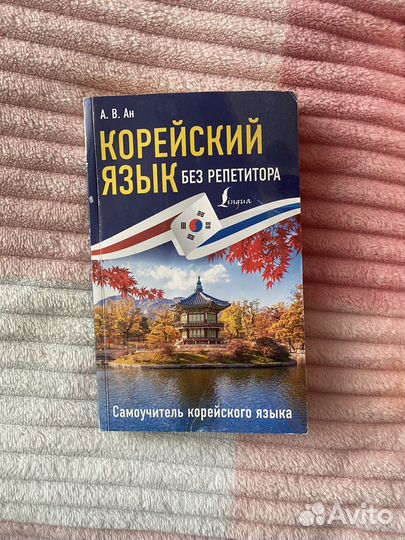 А. В. Ан
КОРЕЙСКИЙ
ЯЗЫК БЕЗ РЕПЕТИТОРА
Lingua
Самоучитель корейского языка
Avito